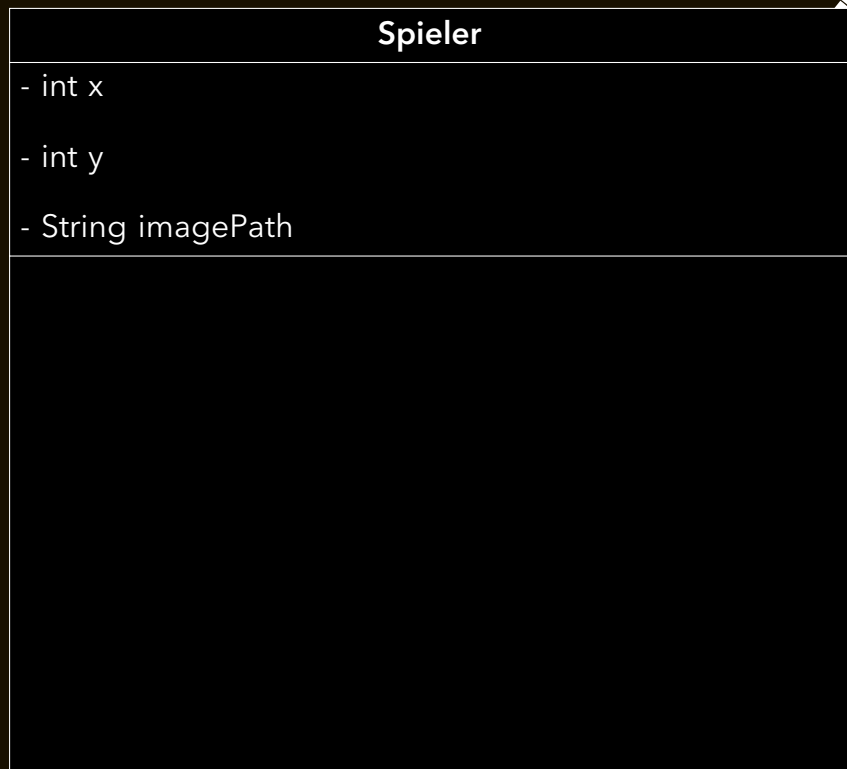 Spieler
- int x
- int y
- String imagePath